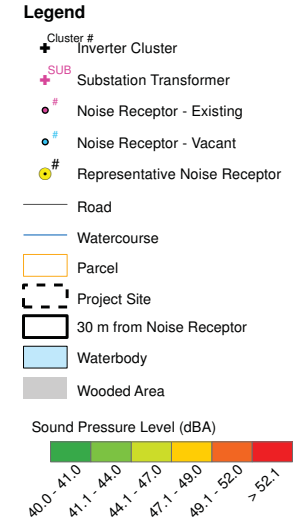 Legend
Cluster #
Inverter Cluster
SUB
Substation Transformer
#
Noise Receptor - Existing
#
Noise Receptor - Vacant
#
Representative Noise Receptor
Road
Watercourse
Parcel
Project Site
30 m from Noise Receptor
Waterbody
Wooded Area
Sound Pressure Level (dBA)
40.0 - 41.0
41.1 - 44.0
44.1 - 47.0
47.1 - 49.0
49.1 - 52.0
> 52.1